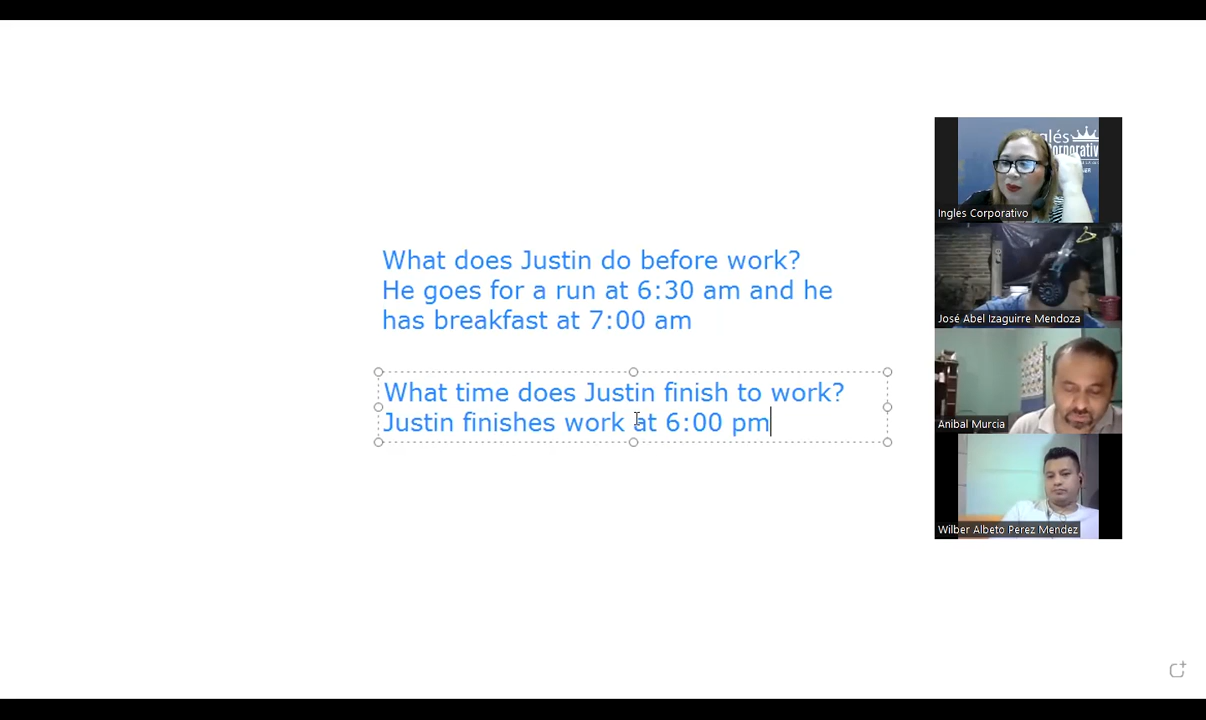 What does Justin do before work?
He goes for a run at 6:30 am and he
has breakfast at 7:00 am
What time does Justin finish to work?
Justin finishes work at 6:00 pm
Ingles Corporativo
José Abel Izaguirre Mendoza
Anibal Murcia
Wilber Albeto Perez Mendez